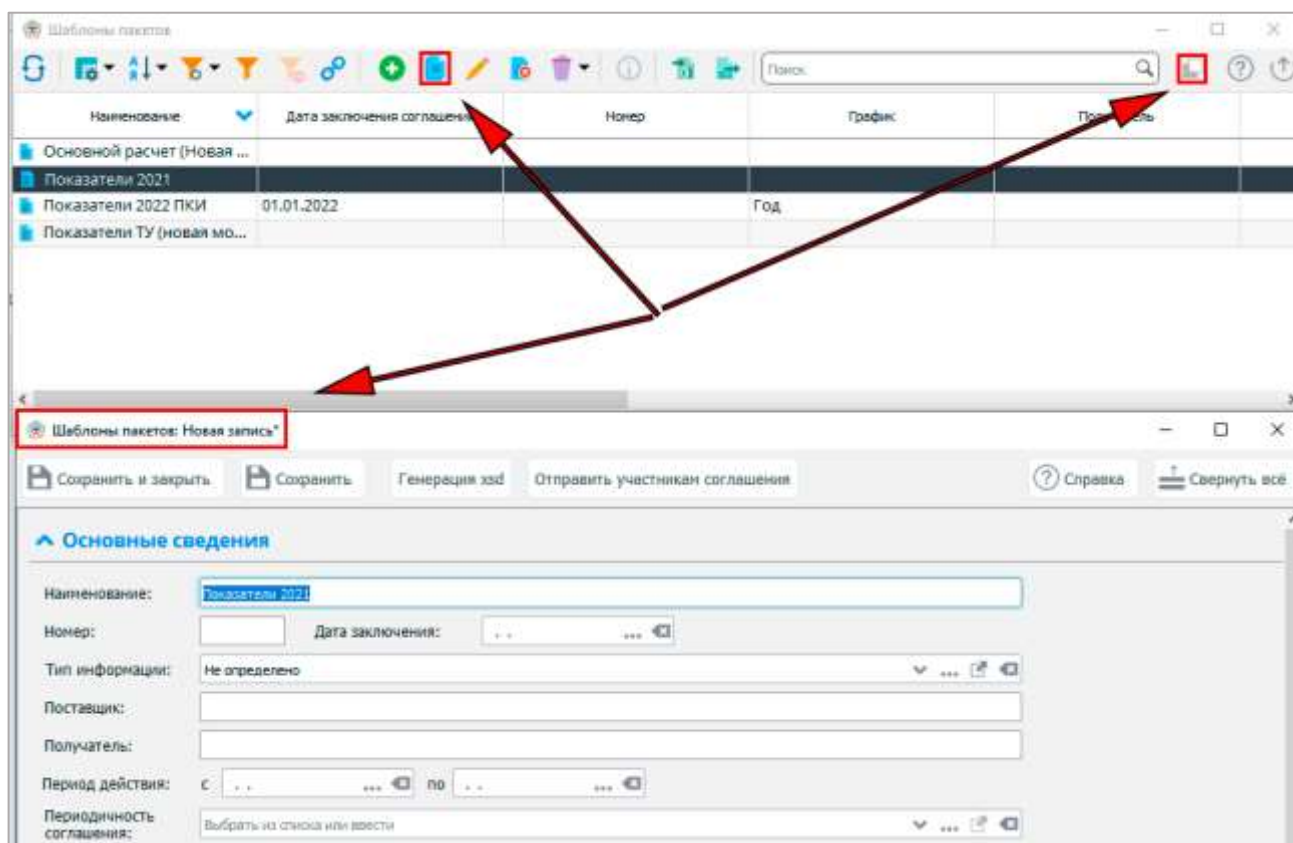 Шаблоны пакетов
Поиск
Наименование Дата заключения соглашени Номер График
Основной расчет (Новая ...
Показатели 2021
Показатели 2022 ПКИ 01.01.2022 Год
Показатели ТУ (новая мо...
Шаблоны пакетов: Новая запись*
Сохранить и закрыть Сохранить Генерация xsd Отправить участникам соглашения Справка Свернуть всё
Основные сведения
Наименование: Показатели 2021
Номер: Дата заключения: . . ...
Тип информации: Не определено ...
Поставщик:
Получатель:
Период действия: с . . ... по . . ...
Периодичность
соглашения: Выбрать из списка или ввести ...